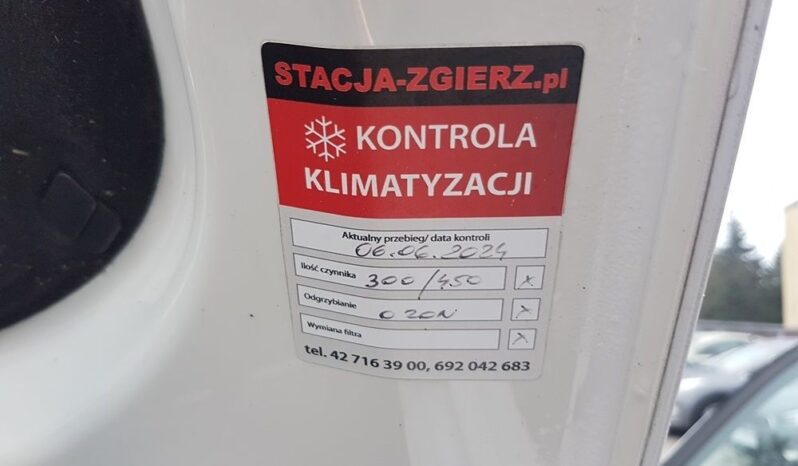 STACJA-ZGIERZ.pl
KONTROLA
KLIMATYZACJI
Aktualny przebieg/ data kontroli
06.06.2024
Ilość czynnika 300/450 x
Odgrzybianie OZON x
Wymiana filtra x
tel. 42 716 39 00, 692 042 683